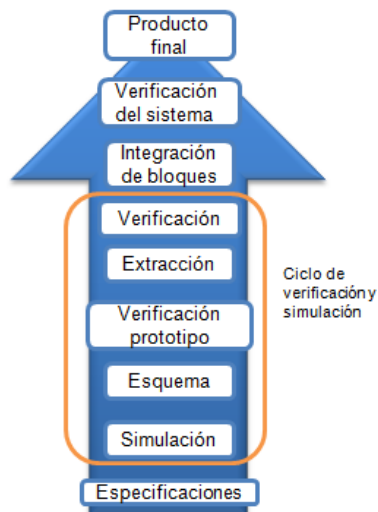 Producto
final
Verificación
del sistema
Integración
de bloques
Verificación
Extracción
Ciclo de
verificación y
simulación
Verificación
prototipo
Esquema
Simulación
Especificaciones